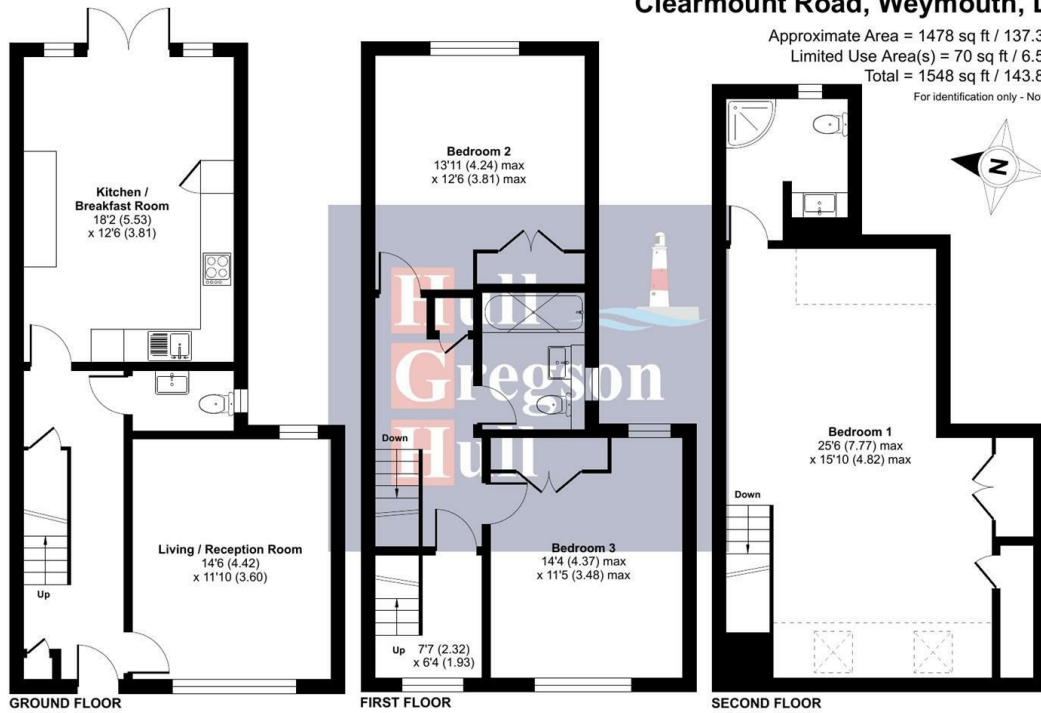 Clearmount Road, Weymouth, D
Approximate Area = 1478 sq ft / 137.3
Limited Use Area(s) = 70 sq ft / 6.5
Total = 1548 sq ft / 143.8
For identification only - No
N
Kitchen /
Breakfast Room
18'2 (5.53)
x 12'6 (3.81)
Living / Reception Room
14'6 (4.42)
x 11'10 (3.60)
Up
GROUND FLOOR
Bedroom 2
13'11 (4.24) max
x 12'6 (3.81) max
Hull
Gregson
Hull
Down
Bedroom 3
14'4 (4.37) max
x 11'5 (3.48) max
Up
7'7 (2.32)
x 6'4 (1.93)
FIRST FLOOR
Bedroom 1
25'6 (7.77) max
x 15'10 (4.82) max
Down
SECOND FLOOR